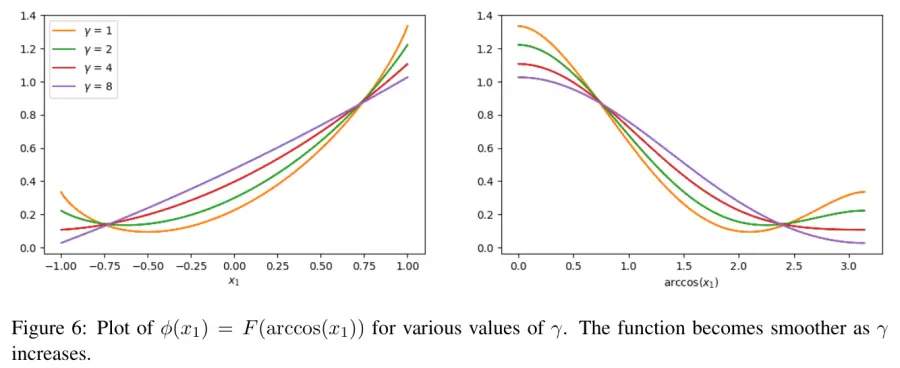 1.4
1.2
1.0
0.8
0.6
0.4
0.2
0.0
γ = 1
γ = 2
γ = 4
γ = 8
−1.00 −0.75 −0.50 −0.25 0.00 0.25 0.50 0.75 1.00
x₁
1.4
1.2
1.0
0.8
0.6
0.4
0.2
0.0
0.0 0.5 1.0 1.5 2.0 2.5 3.0
arccos(x₁)
Figure 6: Plot of ϕ(x₁) = F(arccos(x₁)) for various values of γ. The function becomes smoother as γ
increases.